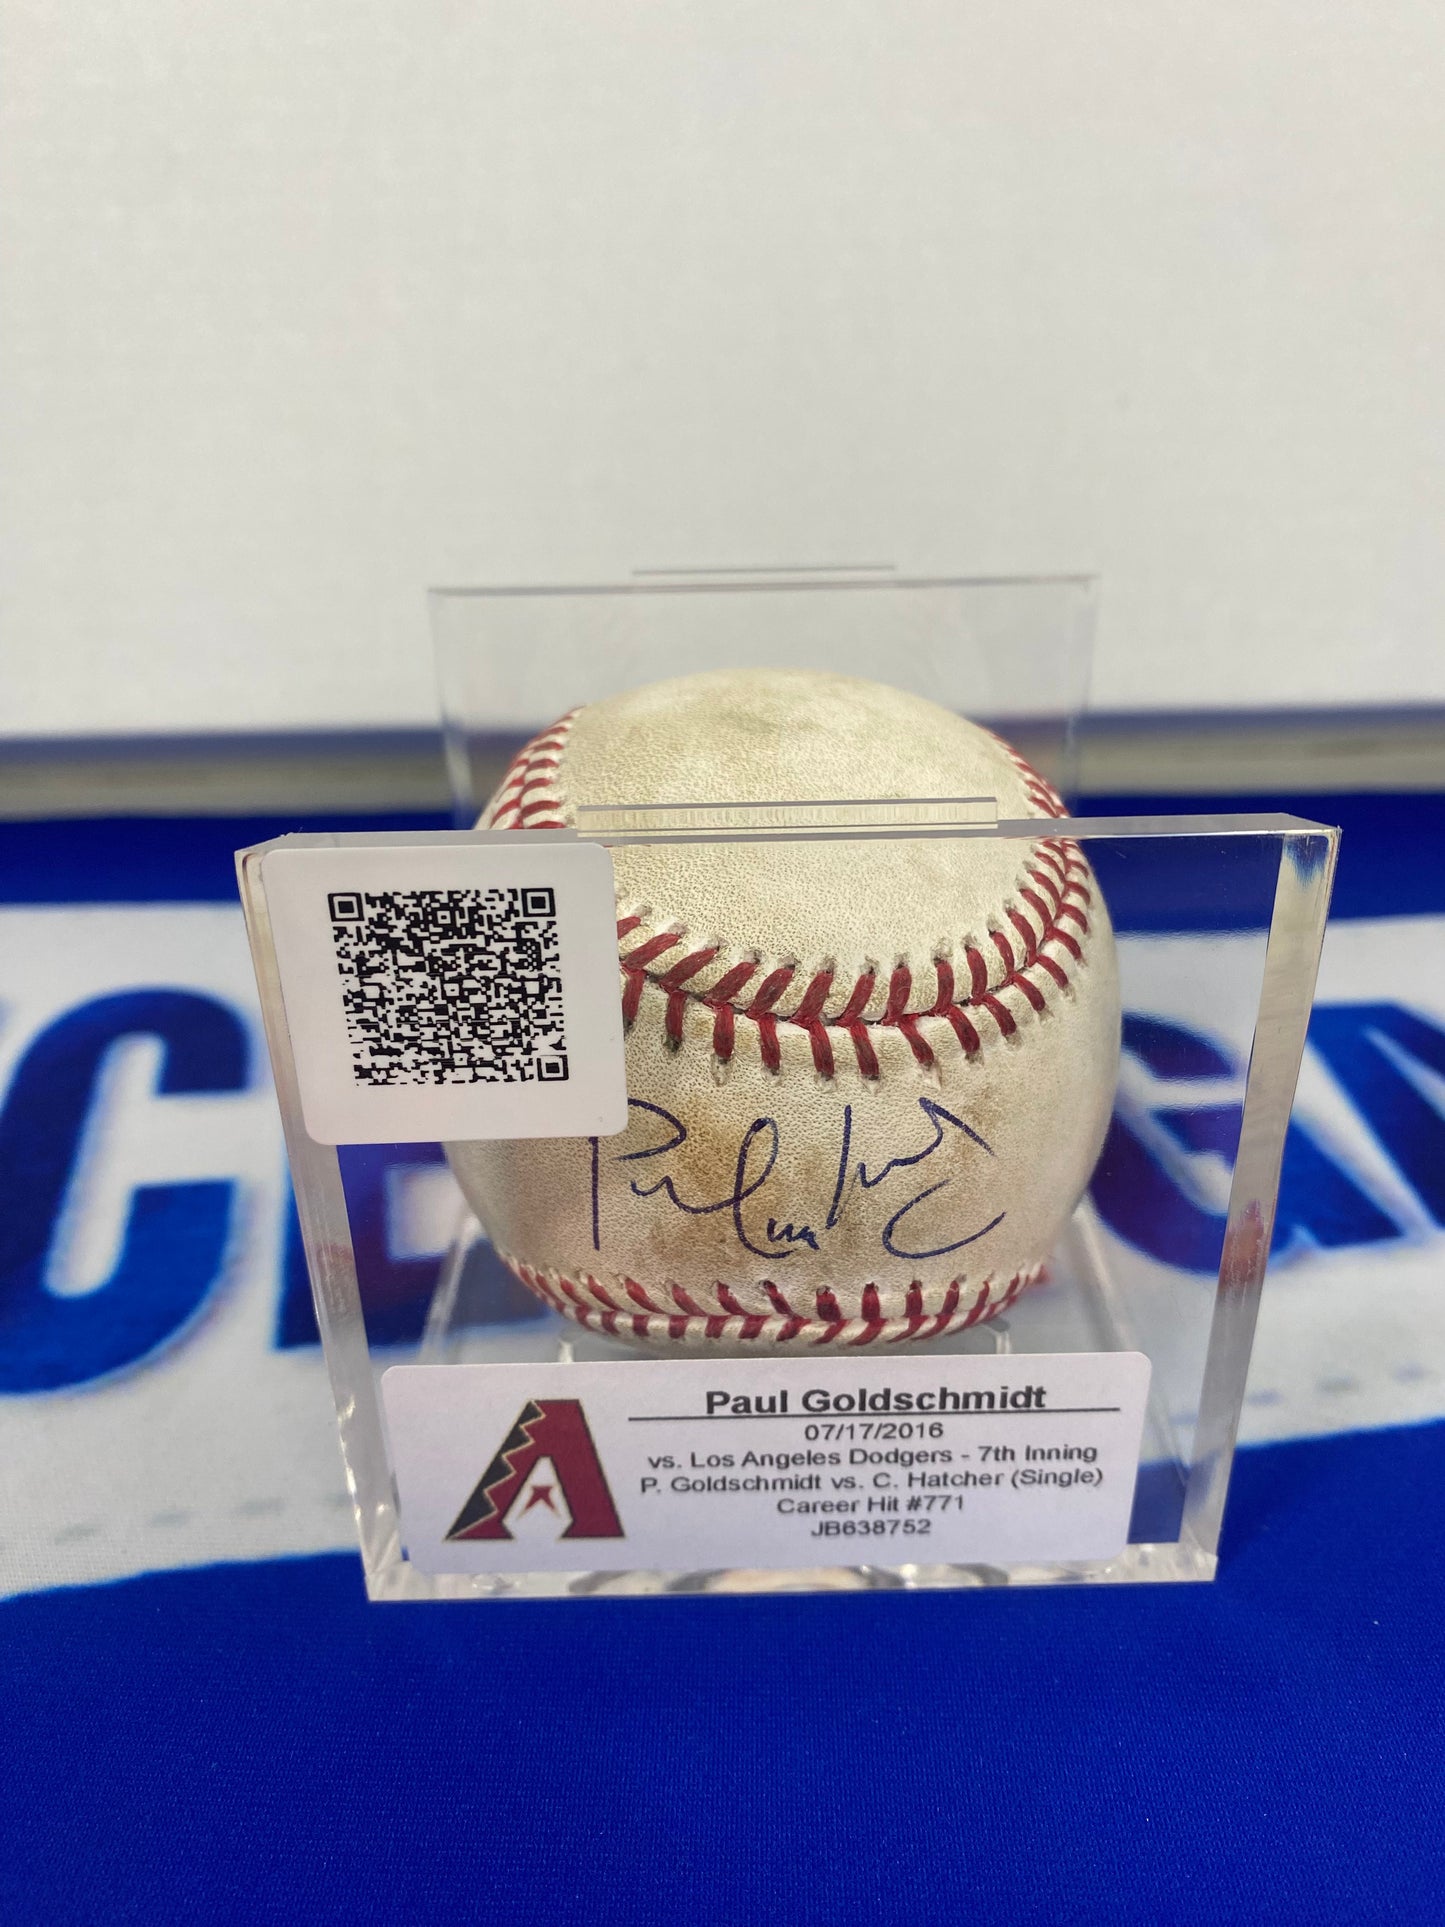 Paul Goldschmidt
07/17/2016
vs. Los Angeles Dodgers - 7th Inning
P. Goldschmidt vs. C. Hatcher (Single)
Career Hit #771
JB638752